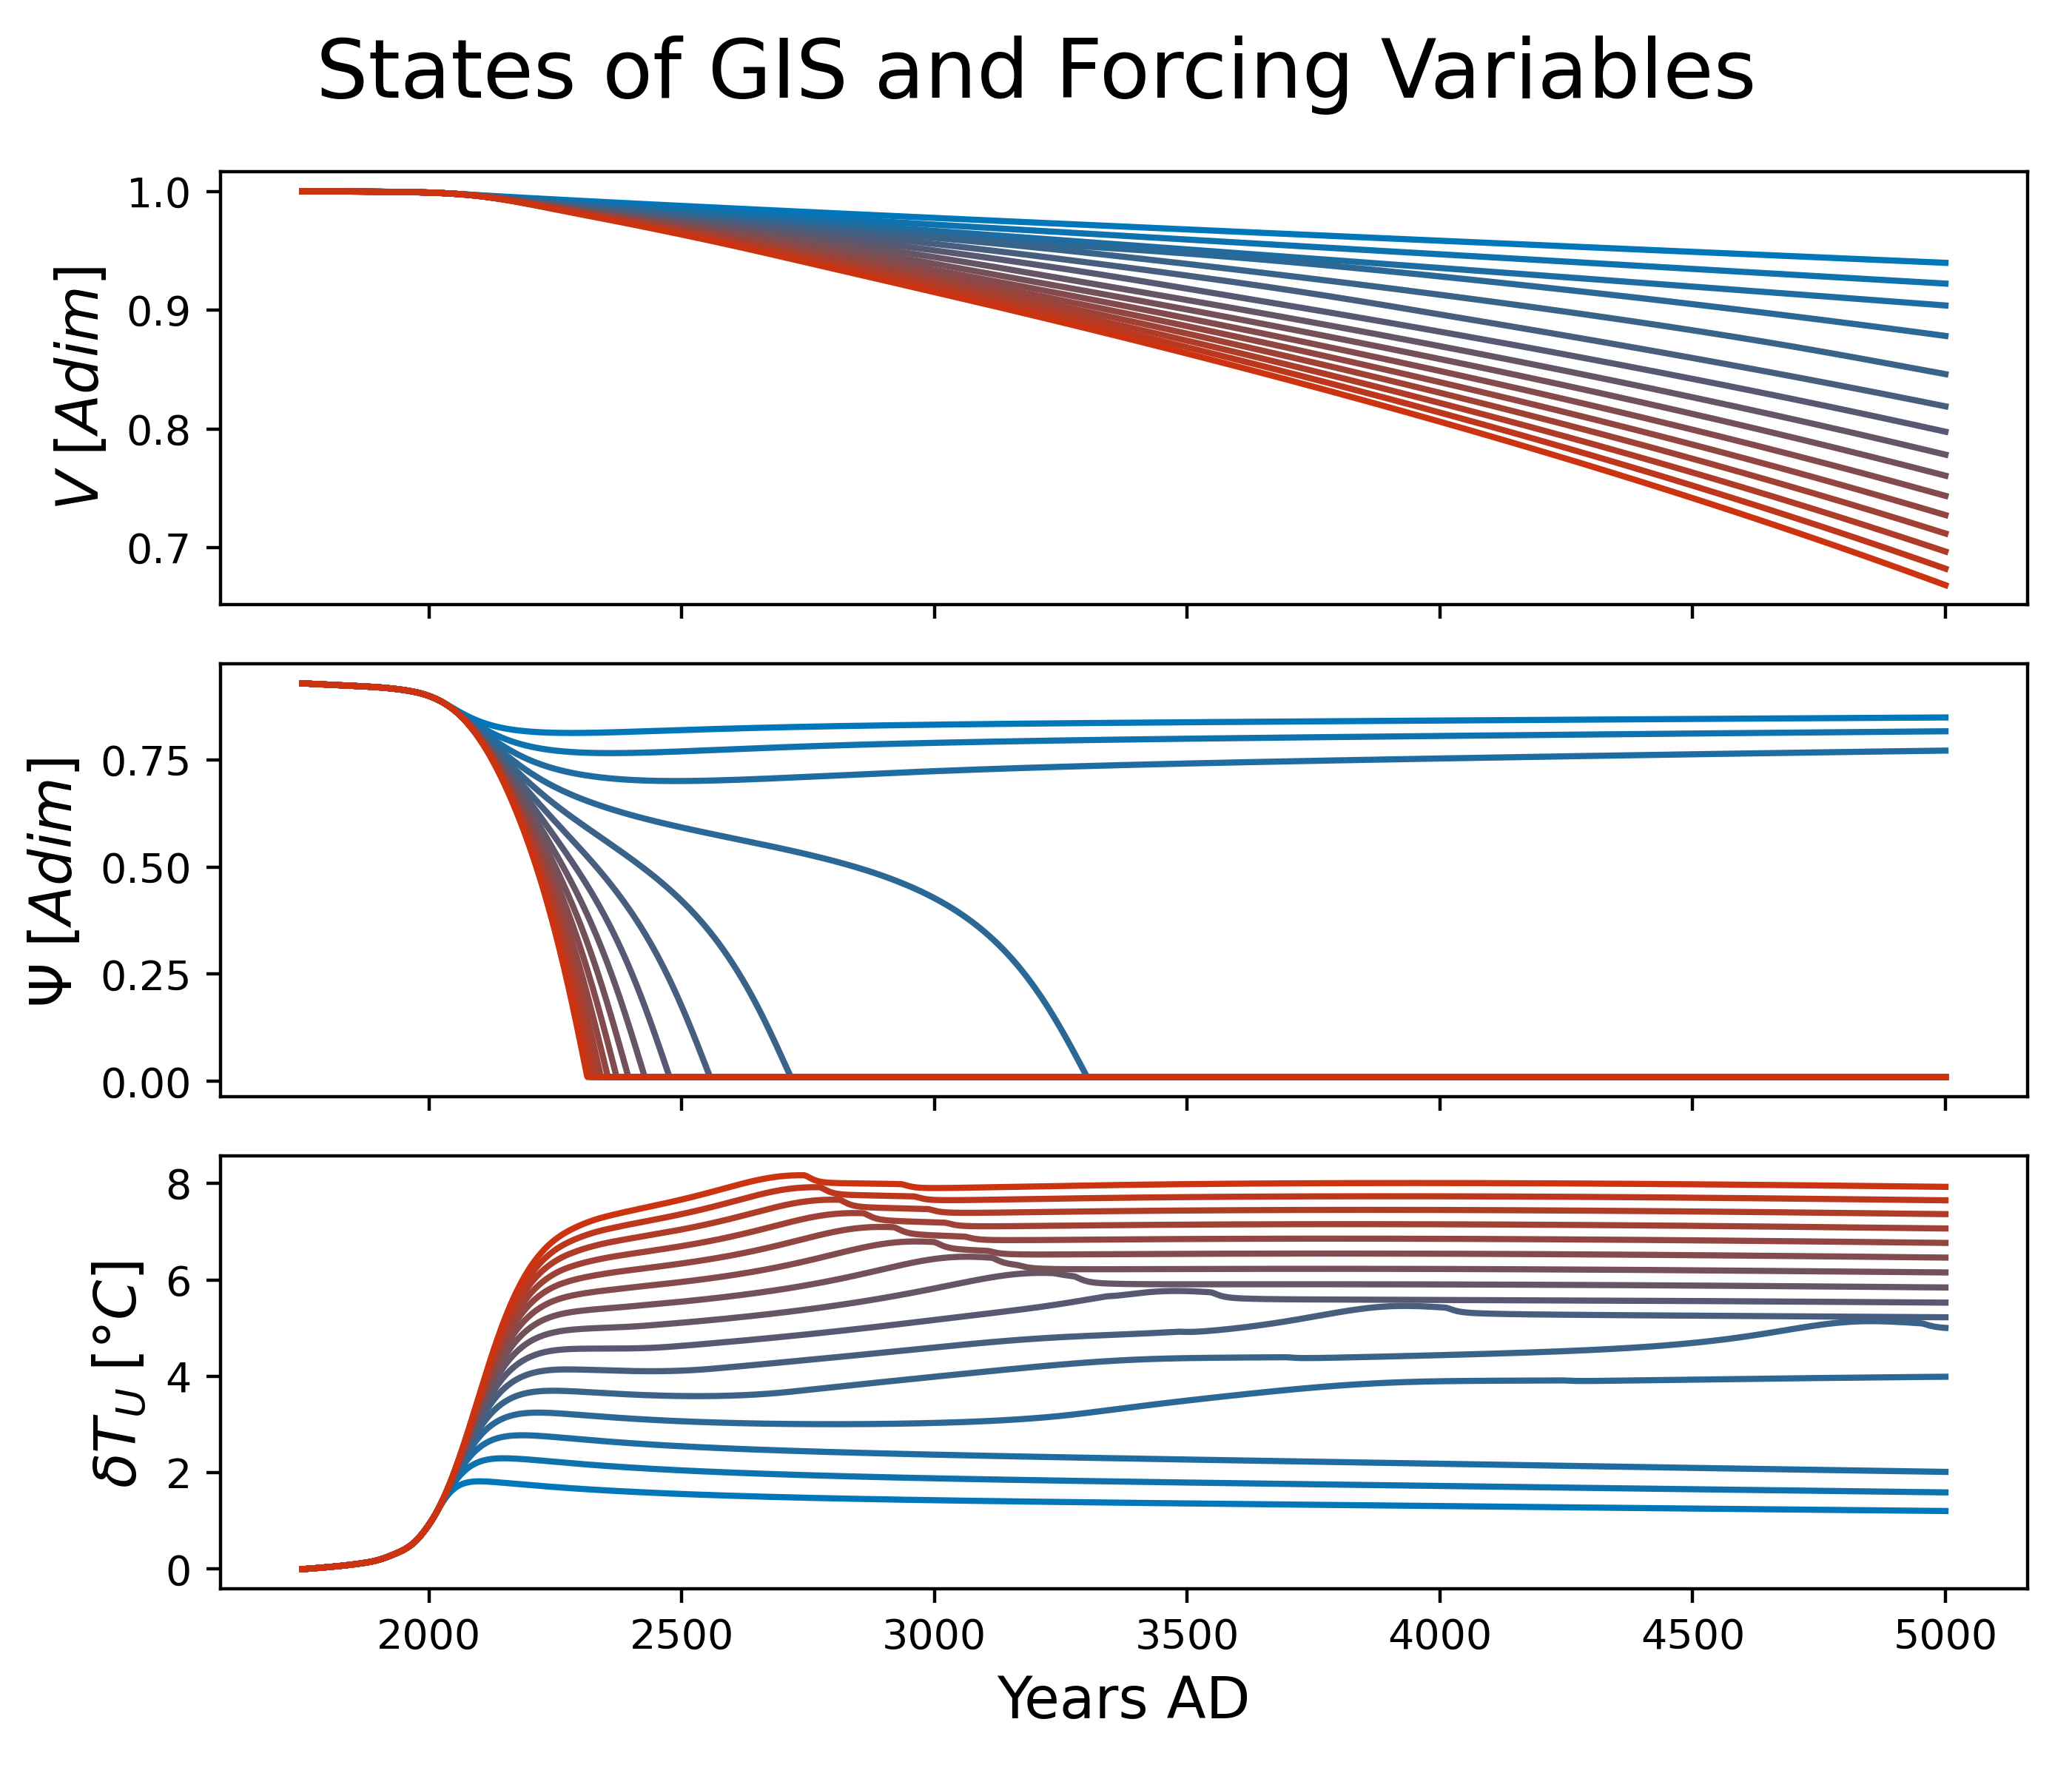 States of GIS and Forcing Variables
V [Adim]
1.0
0.9
0.8
0.7
Ψ [Adim]
0.75
0.50
0.25
0.00
δT_U [°C]
8
6
4
2
0
2000 2500 3000 3500 4000 4500 5000
Years AD